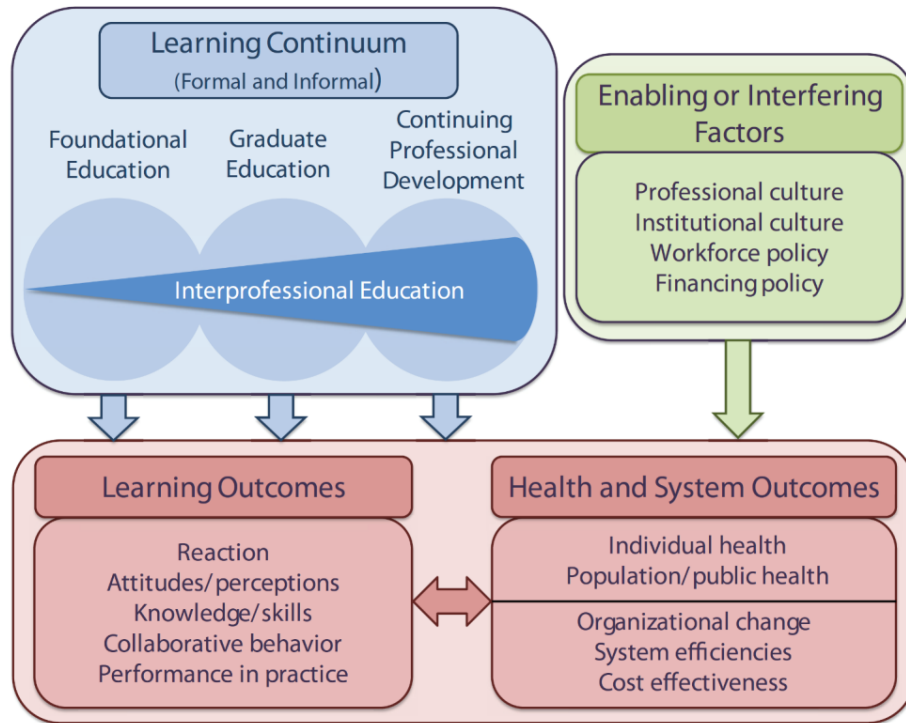 Learning Continuum
(Formal and Informal)
Foundational
Education
Graduate
Education
Continuing
Professional
Development
Interprofessional Education
Enabling or Interfering
Factors
Professional culture
Institutional culture
Workforce policy
Financing policy
Learning Outcomes
Reaction
Attitudes/perceptions
Knowledge/skills
Collaborative behavior
Performance in practice
Health and System Outcomes
Individual health
Population/public health
Organizational change
System efficiencies
Cost effectiveness